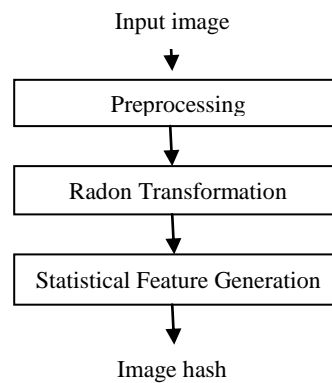 Input image
Preprocessing
Radon Transformation
Statistical Feature Generation
Image hash